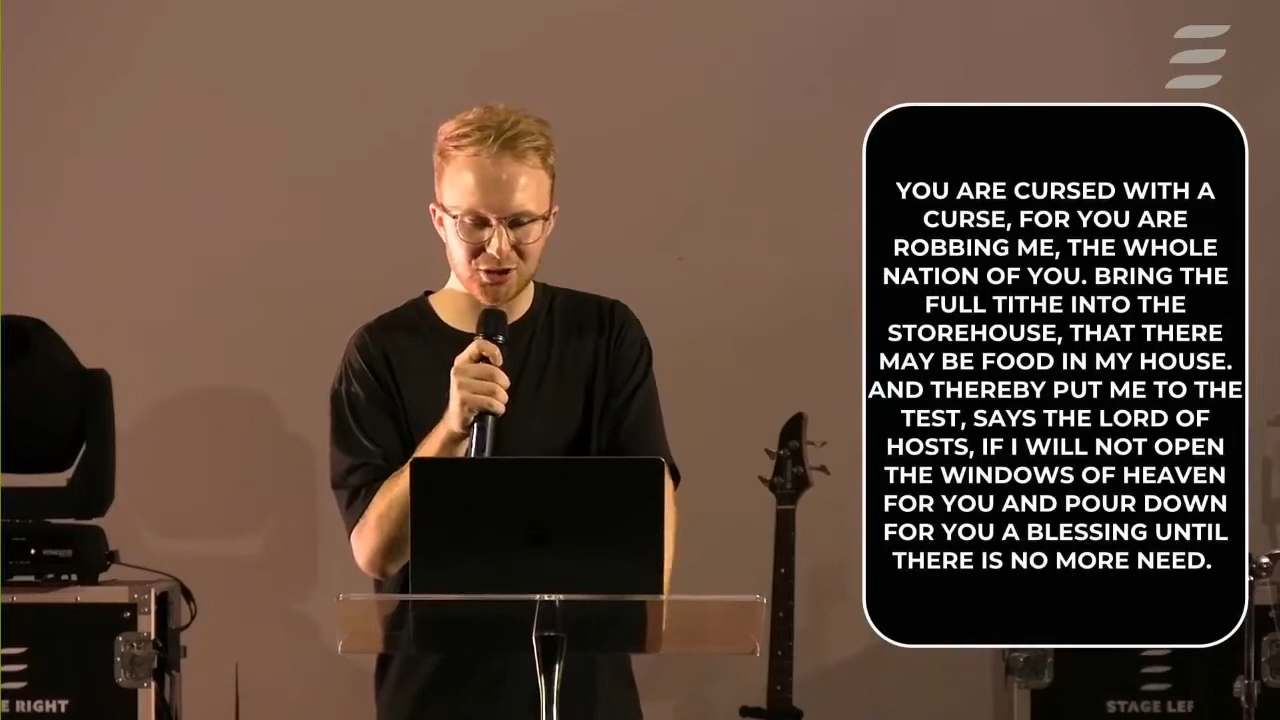 YOU ARE CURSED WITH A
CURSE, FOR YOU ARE
ROBBING ME, THE WHOLE
NATION OF YOU. BRING THE
FULL TITHE INTO THE
STOREHOUSE, THAT THERE
MAY BE FOOD IN MY HOUSE.
AND THEREBY PUT ME TO THE
TEST, SAYS THE LORD OF
HOSTS, IF I WILL NOT OPEN
THE WINDOWS OF HEAVEN
FOR YOU AND POUR DOWN
FOR YOU A BLESSING UNTIL
THERE IS NO MORE NEED.
E RIGHT
STAGE LEF